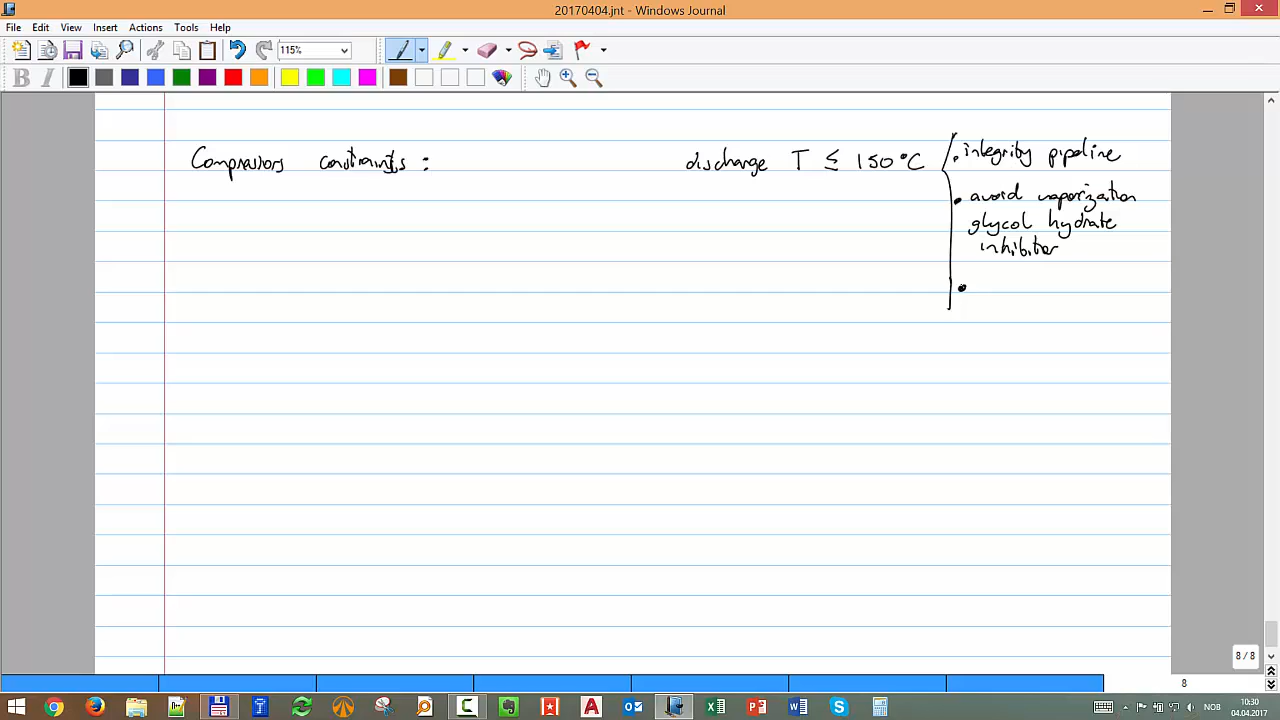 20170404.jnt - Windows Journal
File Edit View Insert Actions Tools Help
115%
B I
Compressors constraints :
discharge T ≤ 150°C
• integrity pipeline
• avoid vaporization
glycol hydrate
inhibitor
•
8 / 8
8
NOB
10:30
04.04.2017